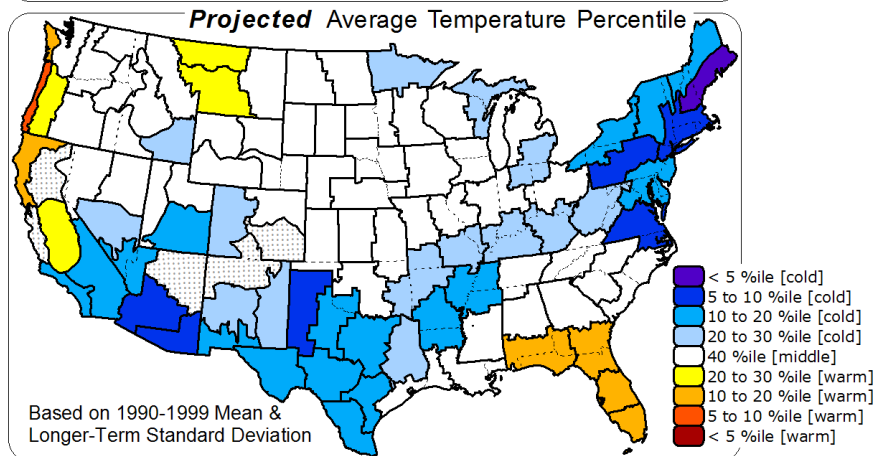 Projected Average Temperature Percentile
< 5 %ile [cold]
5 to 10 %ile [cold]
10 to 20 %ile [cold]
20 to 30 %ile [cold]
40 %ile [middle]
20 to 30 %ile [warm]
10 to 20 %ile [warm]
5 to 10 %ile [warm]
< 5 %ile [warm]
Based on 1990-1999 Mean &
Longer-Term Standard Deviation